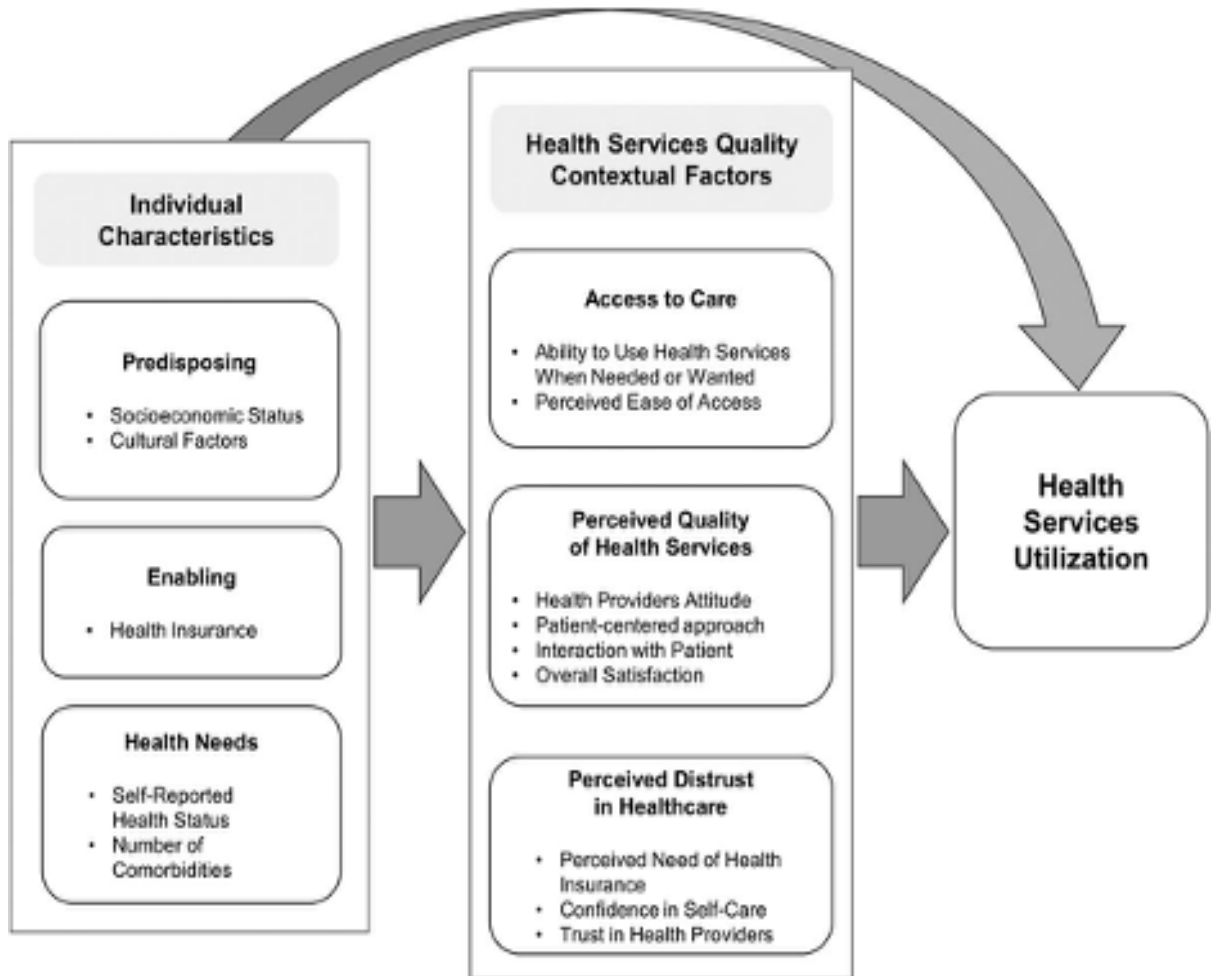 Individual
Characteristics
Predisposing
• Socioeconomic Status
• Cultural Factors
Enabling
• Health Insurance
Health Needs
• Self-Reported
Health Status
• Number of
Comorbidities
Health Services Quality
Contextual Factors
Access to Care
• Ability to Use Health Services
When Needed or Wanted
• Perceived Ease of Access
Perceived Quality
of Health Services
• Health Providers Attitude
• Patient-centered approach
• Interaction with Patient
• Overall Satisfaction
Perceived Distrust
in Healthcare
• Perceived Need of Health
Insurance
• Confidence in Self-Care
• Trust in Health Providers
Health
Services
Utilization